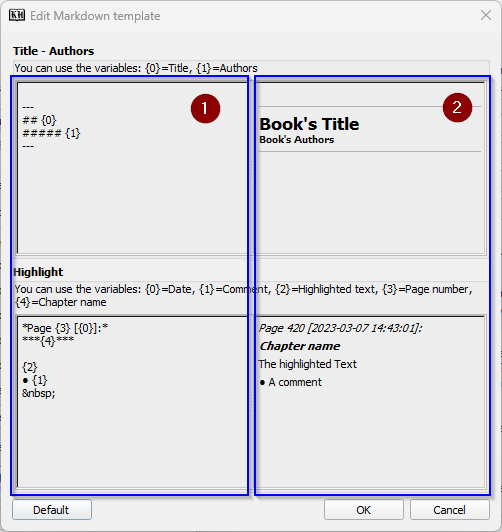 KH Edit Markdown template
Title - Authors
You can use the variables: {0}=Title, {1}=Authors
1
---
## {0}
##### {1}
---
2
Book's Title
Book's Authors
Highlight
You can use the variables: {0}=Date, {1}=Comment, {2}=Highlighted text, {3}=Page number,
{4}=Chapter name
*Page {3} [{0}]:*
***{4}***
{2}
● {1}
&nbsp;
Page 420 [2023-03-07 14:43:01]:
Chapter name
The highlighted Text
● A comment
Default
OK
Cancel